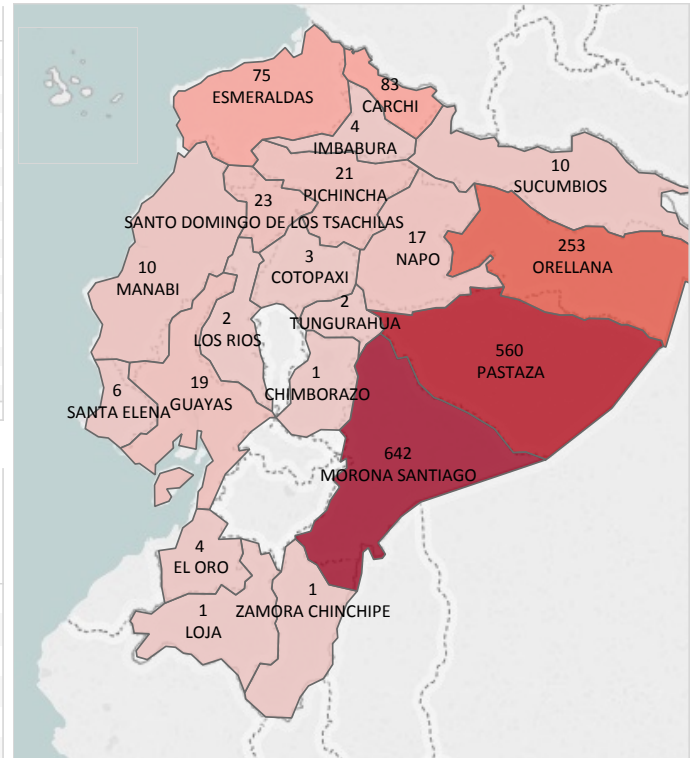 75
ESMERALDAS
83
CARCHI
4
IMBABURA
10
SUCUMBIOS
21
PICHINCHA
23
SANTO DOMINGO DE LOS TSACHILAS
17
NAPO
253
ORELLANA
3
COTOPAXI
10
MANABI
2
TUNGURAHUA
2
LOS RIOS
560
PASTAZA
1
CHIMBORAZO
6
SANTA ELENA
19
GUAYAS
642
MORONA SANTIAGO
4
EL ORO
1
ZAMORA CHINCHIPE
1
LOJA